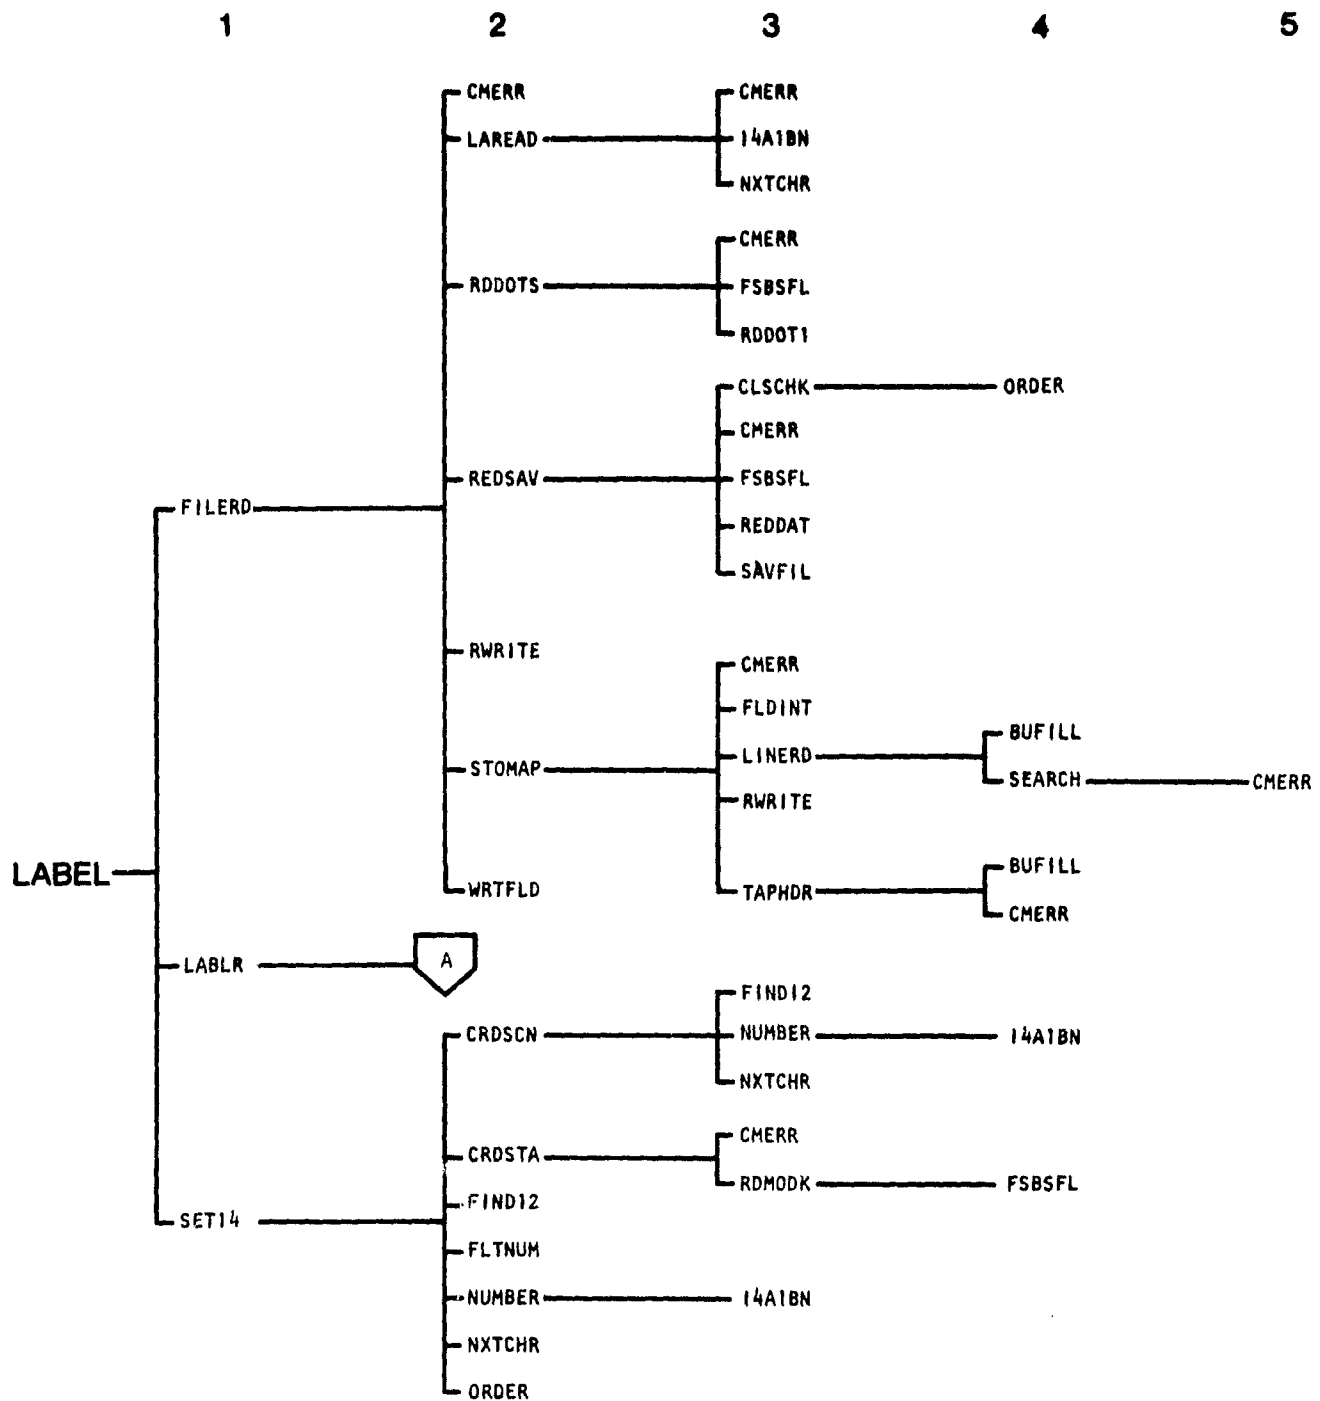 1 2 3 4 5
CMERR CMERR
LAREAD I4A1BN
NXTCHR
CMERR
RDDOTS FSBSFL
RDDOT1
CLSCHK ORDER
CMERR
REDSAV FSBSFL
FILERD
REDDAT
SAVFIL
RWRITE
CMERR
FLDINT
BUFILL
LINERD
STOMAP
SEARCH CMERR
RWRITE
BUFILL
LABEL
WRTFLD TAPHDR
CMERR
LABLR A
FIND12
CRDSCN NUMBER I4A1BN
NXTCHR
CMERR
CRDSTA
RDMODK FSBSFL
FIND12
SET14
FLTNUM
NUMBER I4A1BN
NXTCHR
ORDER